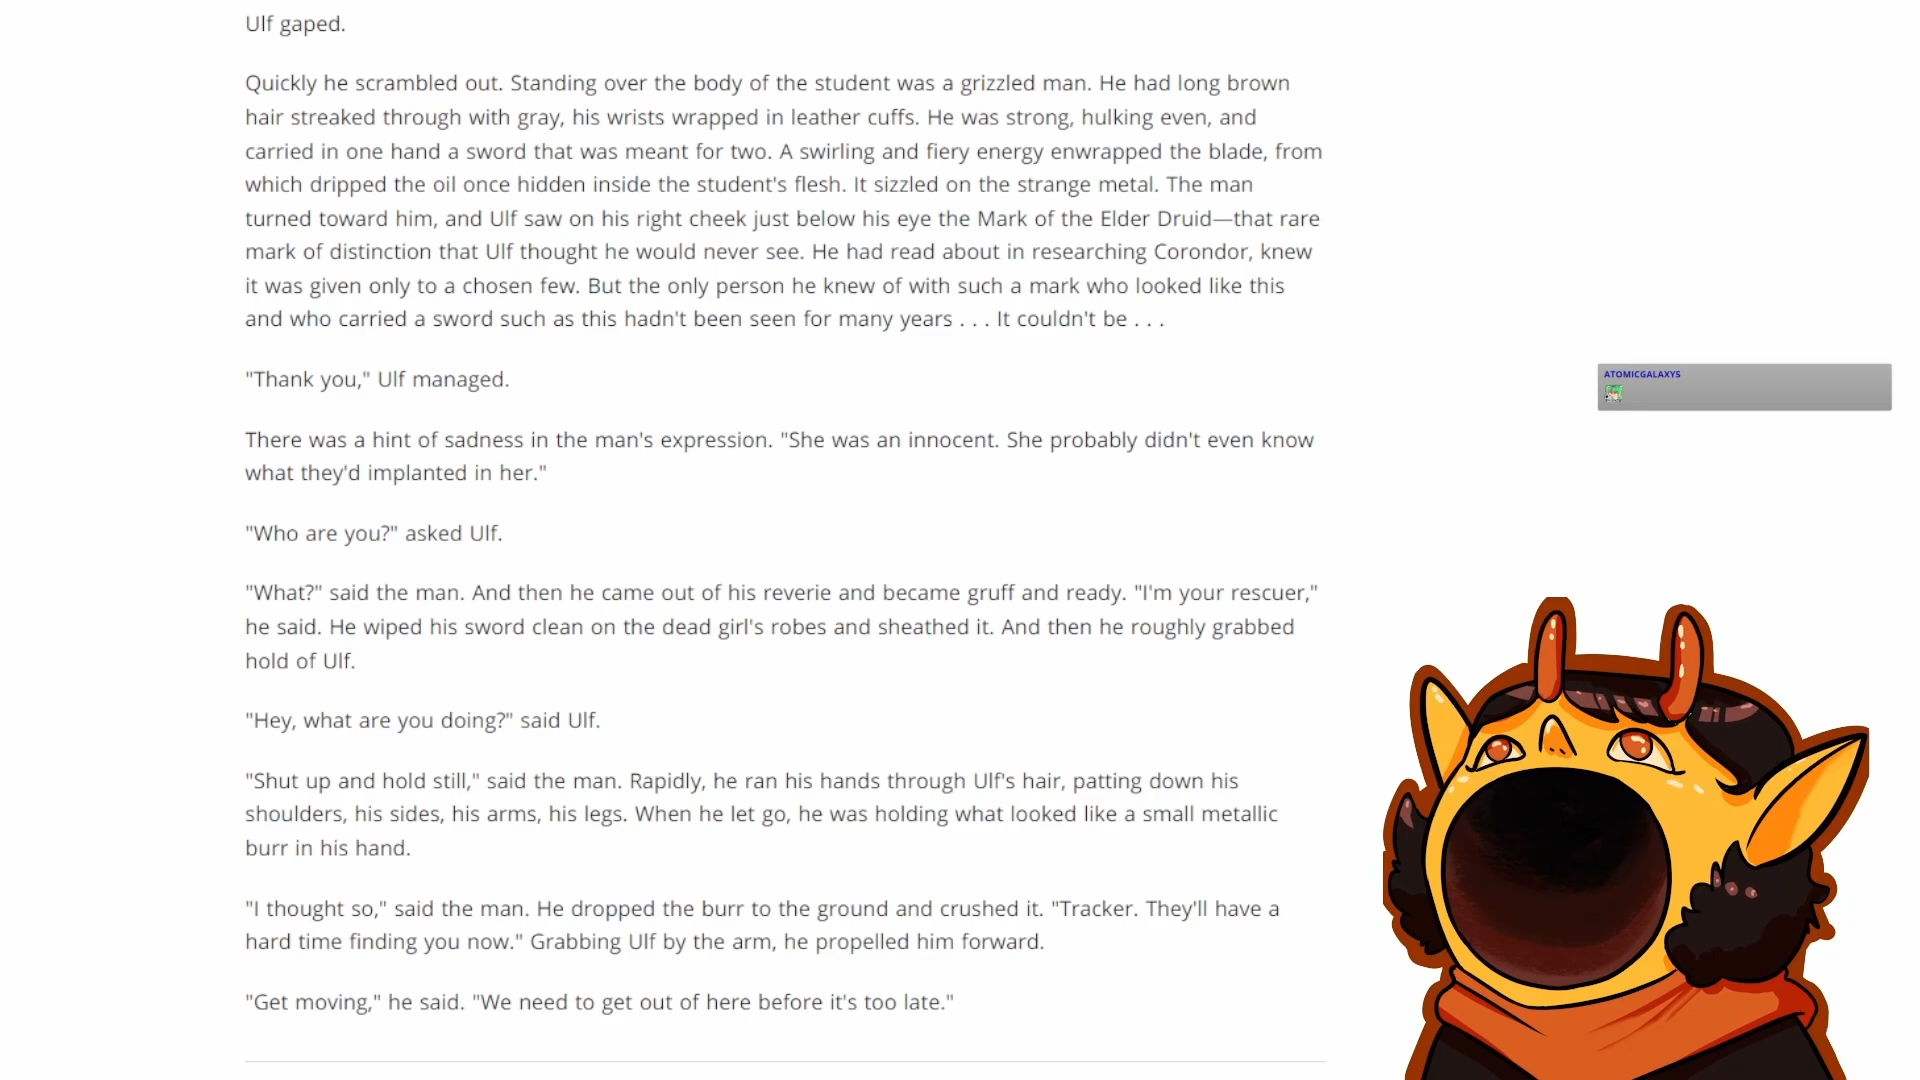 Ulf gaped.
Quickly he scrambled out. Standing over the body of the student was a grizzled man. He had long brown
hair streaked through with gray, his wrists wrapped in leather cuffs. He was strong, hulking even, and
carried in one hand a sword that was meant for two. A swirling and fiery energy enwrapped the blade, from
which dripped the oil once hidden inside the student's flesh. It sizzled on the strange metal. The man
turned toward him, and Ulf saw on his right cheek just below his eye the Mark of the Elder Druid—that rare
mark of distinction that Ulf thought he would never see. He had read about in researching Corondor, knew
it was given only to a chosen few. But the only person he knew of with such a mark who looked like this
and who carried a sword such as this hadn't been seen for many years . . . It couldn't be . . .
"Thank you," Ulf managed.
There was a hint of sadness in the man's expression. "She was an innocent. She probably didn't even know
what they'd implanted in her."
"Who are you?" asked Ulf.
"What?" said the man. And then he came out of his reverie and became gruff and ready. "I'm your rescuer,"
he said. He wiped his sword clean on the dead girl's robes and sheathed it. And then he roughly grabbed
hold of Ulf.
"Hey, what are you doing?" said Ulf.
"Shut up and hold still," said the man. Rapidly, he ran his hands through Ulf's hair, patting down his
shoulders, his sides, his arms, his legs. When he let go, he was holding what looked like a small metallic
burr in his hand.
"I thought so," said the man. He dropped the burr to the ground and crushed it. "Tracker. They'll have a
hard time finding you now." Grabbing Ulf by the arm, he propelled him forward.
"Get moving," he said. "We need to get out of here before it's too late."
ATOMICGALAXY5